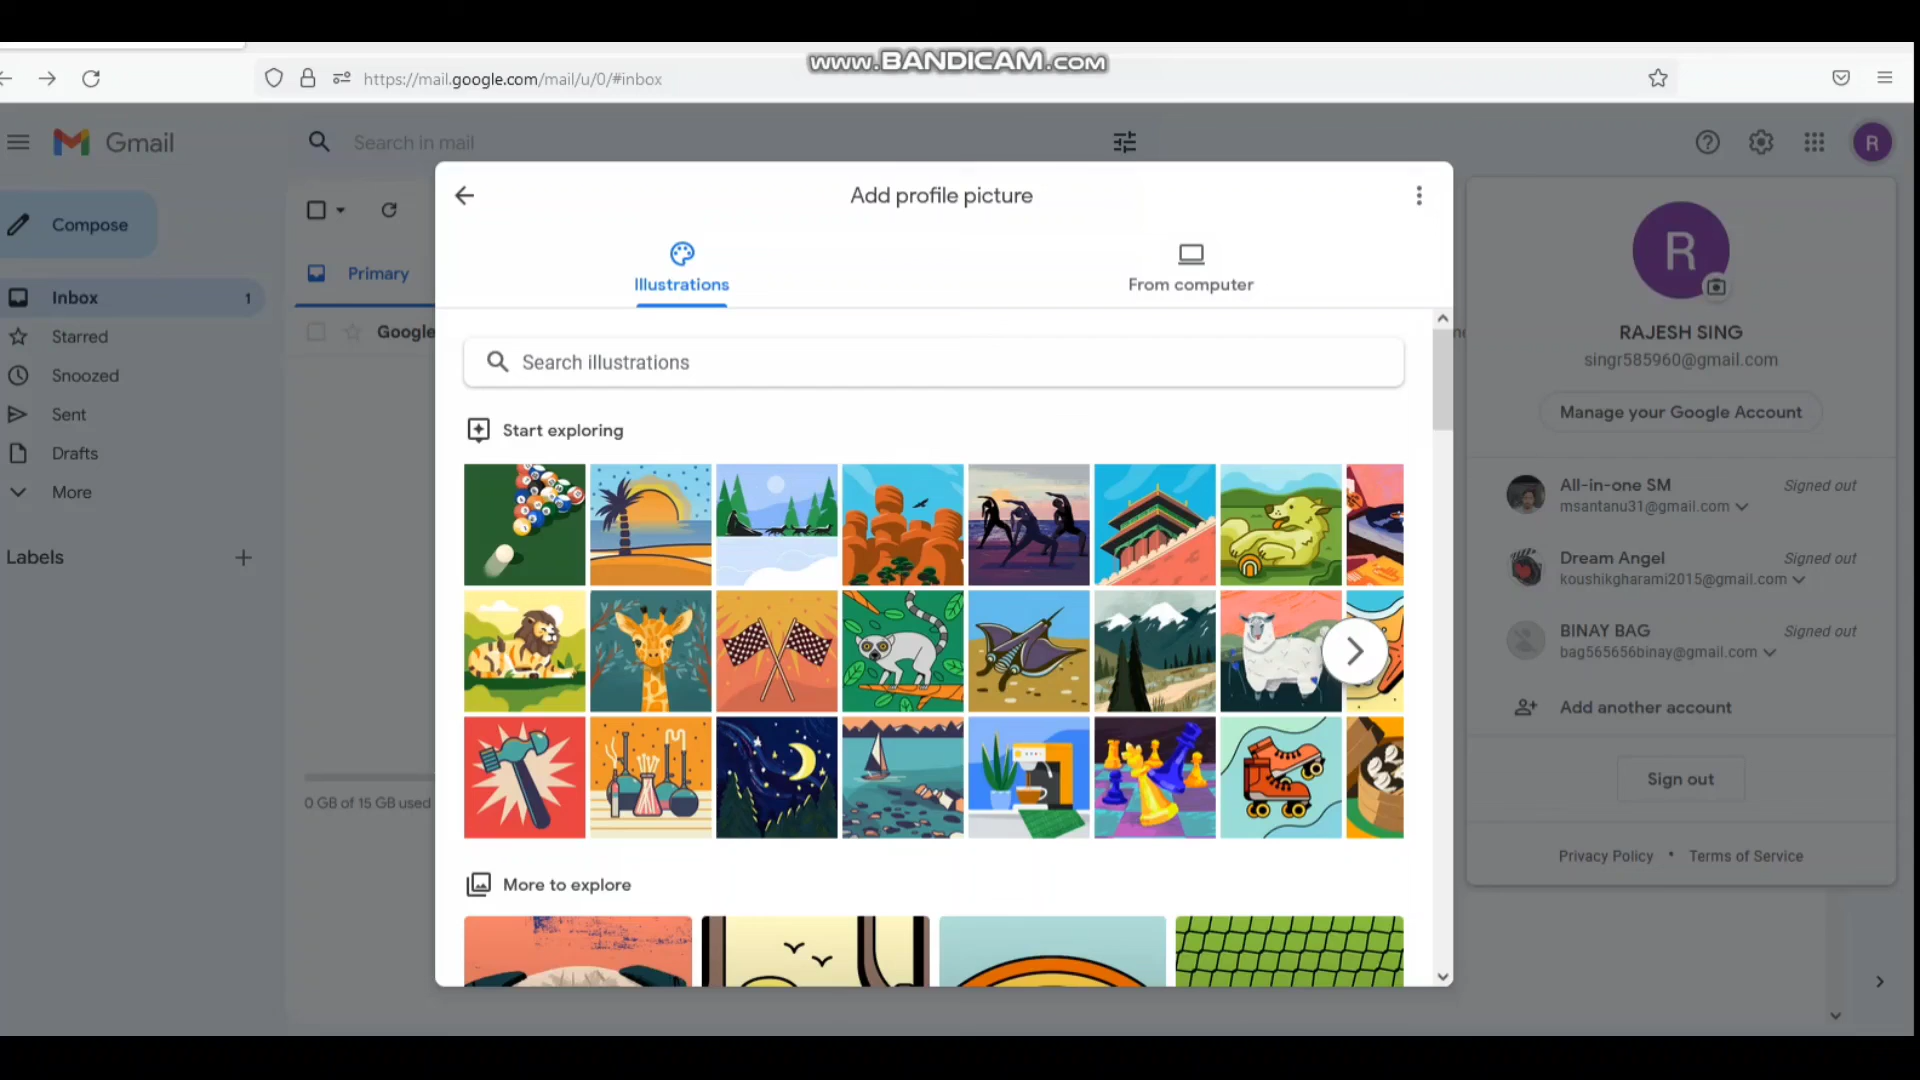 www.BANDICAM.com
https://mail.google.com/mail/u/0/#inbox
Gmail
Search in mail
R
Compose
Inbox 1
Starred
Snoozed
Sent
Drafts
More
Labels
Primary
Google
0 GB of 15 GB used
Add profile picture
Illustrations
From computer
Search illustrations
Start exploring
More to explore
R
RAJESH SING
singr585960@gmail.com
Manage your Google Account
All-in-one SM Signed out
msantanu31@gmail.com
Dream Angel Signed out
koushikgharami2015@gmail.com
BINAY BAG Signed out
bag565656binay@gmail.com
Add another account
Sign out
Privacy Policy • Terms of Service